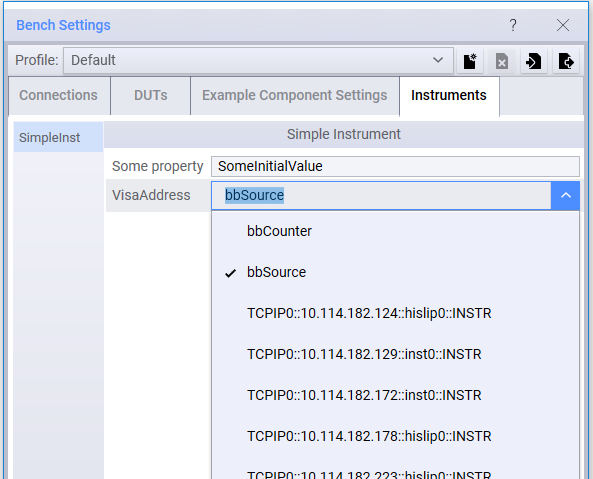 Bench Settings ?
Profile: Default
Connections DUTs Example Component Settings Instruments
SimpleInst Simple Instrument
Some property SomeInitialValue
VisaAddress bbSource
bbCounter
bbSource
TCPIP0::10.114.182.124::hislip0::INSTR
TCPIP0::10.114.182.129::inst0::INSTR
TCPIP0::10.114.182.172::inst0::INSTR
TCPIP0::10.114.182.178::hislip0::INSTR
TCPIP0::10.114.182.223::hislip0::INSTR